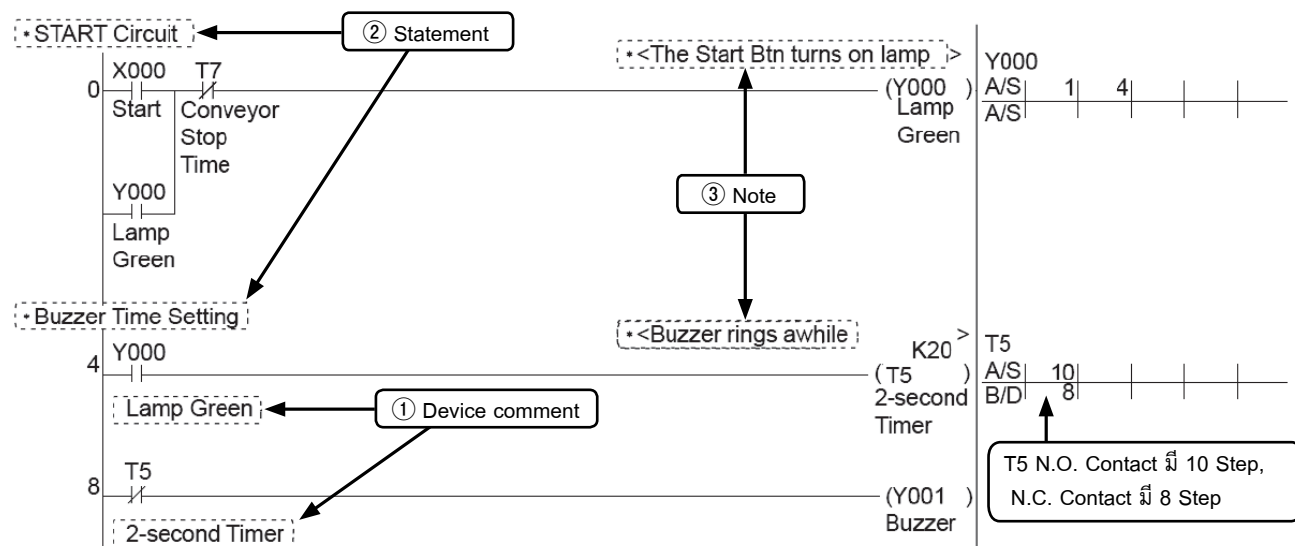 *START Circuit
② Statement
*<The Start Btn turns on lamp >
0 X000 T7 (Y000 )
Start Conveyor Stop Time
Lamp Green
Y000
A/S 1 4
A/S
Y000
Lamp Green
③ Note
*Buzzer Time Setting
*<Buzzer rings awhile >
4 Y000 K20
(T5 )
2-second Timer
T5
A/S 10
B/D 8
Lamp Green
① Device comment
T5 N.O. Contact มี 10 Step,
N.C. Contact มี 8 Step
8 T5 (Y001 )
Buzzer
2-second Timer